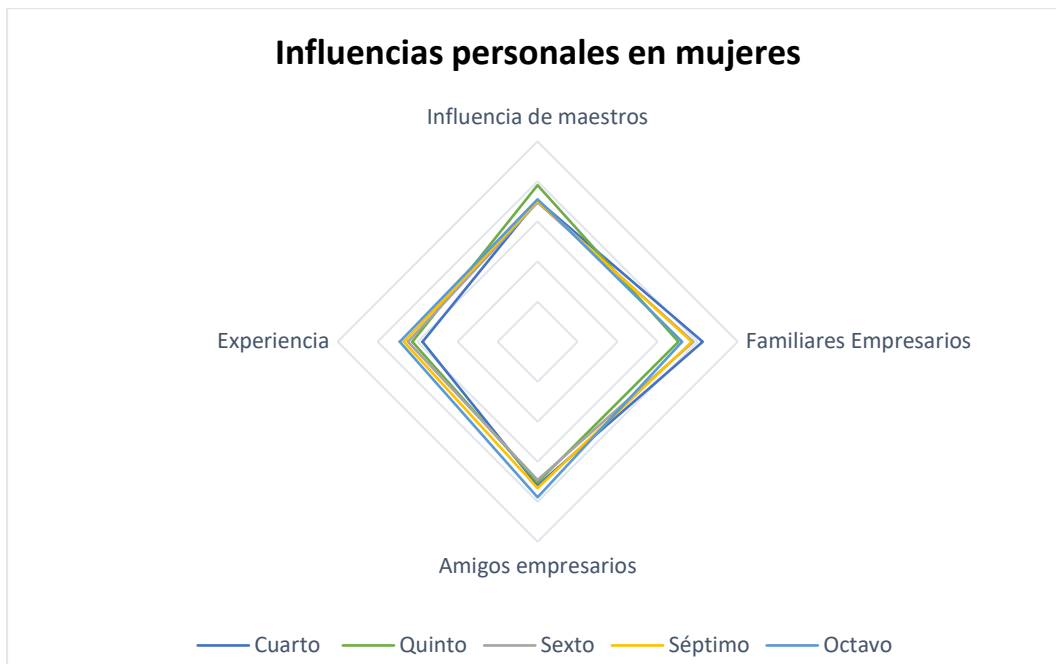 Influencias personales en mujeres
Influencia de maestros
Experiencia
Familiares Empresarios
Amigos empresarios
Cuarto
Quinto
Sexto
Séptimo
Octavo